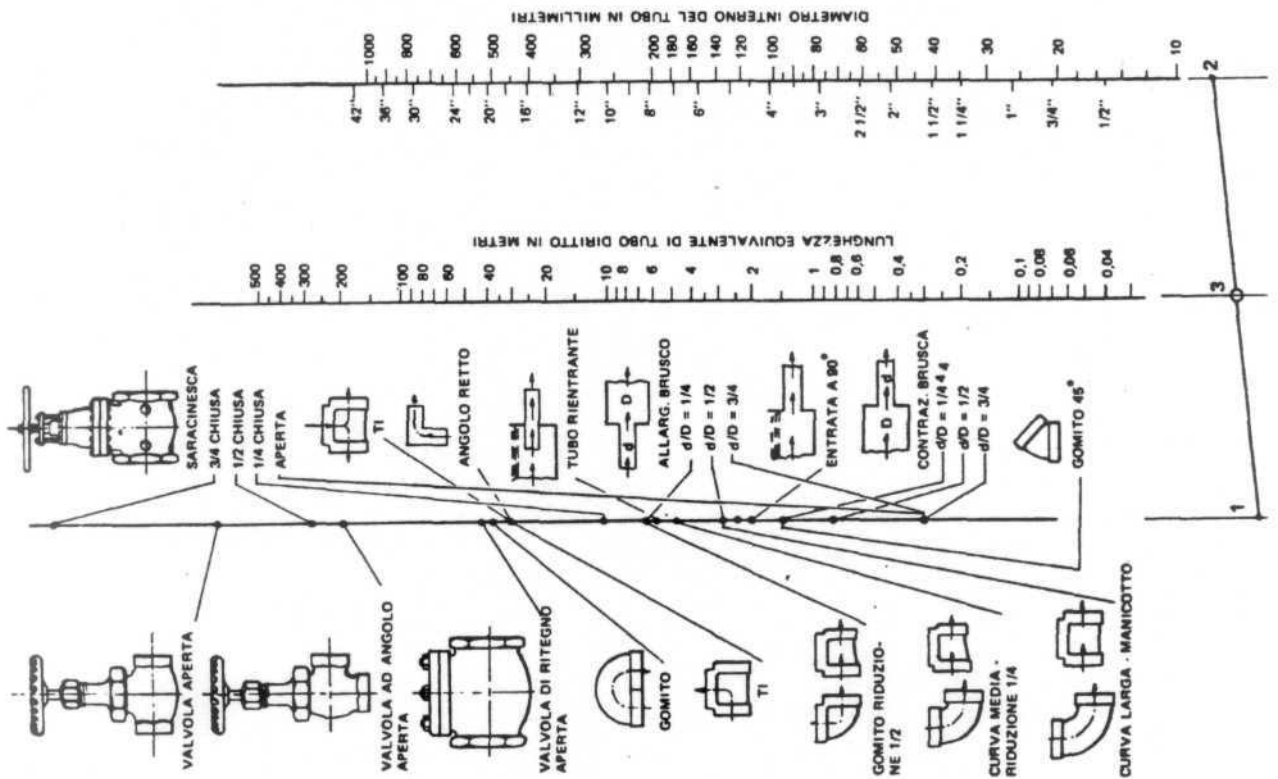 SARACINESCA
3/4 CHIUSA
1/2 CHIUSA
1/4 CHIUSA
APERTA
TI
ANGOLO RETTO
TUBO RIENTRANTE
d
D
ALLARG. BRUSCO
d/D = 1/4
d/D = 1/2
d/D = 3/4
ENTRATA A 90°
D
d
CONTRAZ. BRUSCA
d/D = 1/4 4
d/D = 1/2
d/D = 3/4
GOMITO 45°
VALVOLA APERTA
VALVOLA AD ANGOLO
APERTA
VALVOLA DI RITEGNO
APERTA
GOMITO
TI
GOMITO RIDUZIO-
NE 1/2
CURVA MEDIA -
RIDUZIONE 1/4
CURVA LARGA - MANICOTTO
LUNGHEZZA EQUIVALENTE DI TUBO DIRITTO IN METRI
500
400
300
200
100
80
60
40
20
10
8
6
4
2
1
0,8
0,6
0,4
0,2
0,1
0,08
0,06
0,04
DIAMETRO INTERNO DEL TUBO IN MILLIMETRI
1000
800
600
500
400
300
200
180
160
140
120
100
80
60
50
40
30
20
10
42"
36"
30"
24"
20"
16"
12"
10"
8"
6"
4"
3"
2 1/2"
2"
1 1/2"
1 1/4"
1"
3/4"
1/2"
1
3
2